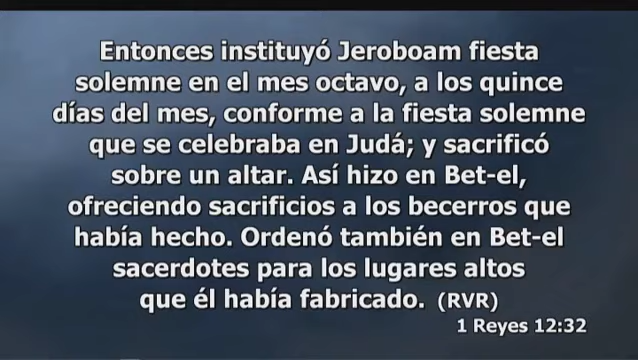 Entonces instituyó Jeroboam fiesta
solemne en el mes octavo, a los quince
días del mes, conforme a la fiesta solemne
que se celebraba en Judá; y sacrificó
sobre un altar. Así hizo en Bet-el,
ofreciendo sacrificios a los becerros que
había hecho. Ordenó también en Bet-el
sacerdotes para los lugares altos
que él había fabricado. (RVR)
1 Reyes 12:32